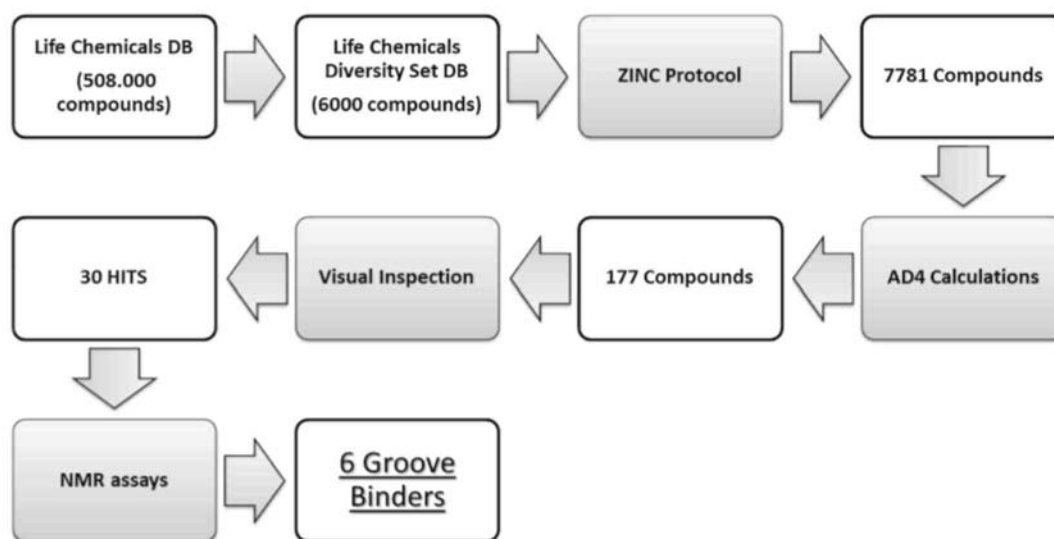 Life Chemicals DB
(508.000
compounds)
Life Chemicals
Diversity Set DB
(6000 compounds)
ZINC Protocol
7781 Compounds
30 HITS
Visual Inspection
177 Compounds
AD4 Calculations
NMR assays
6 Groove
Binders